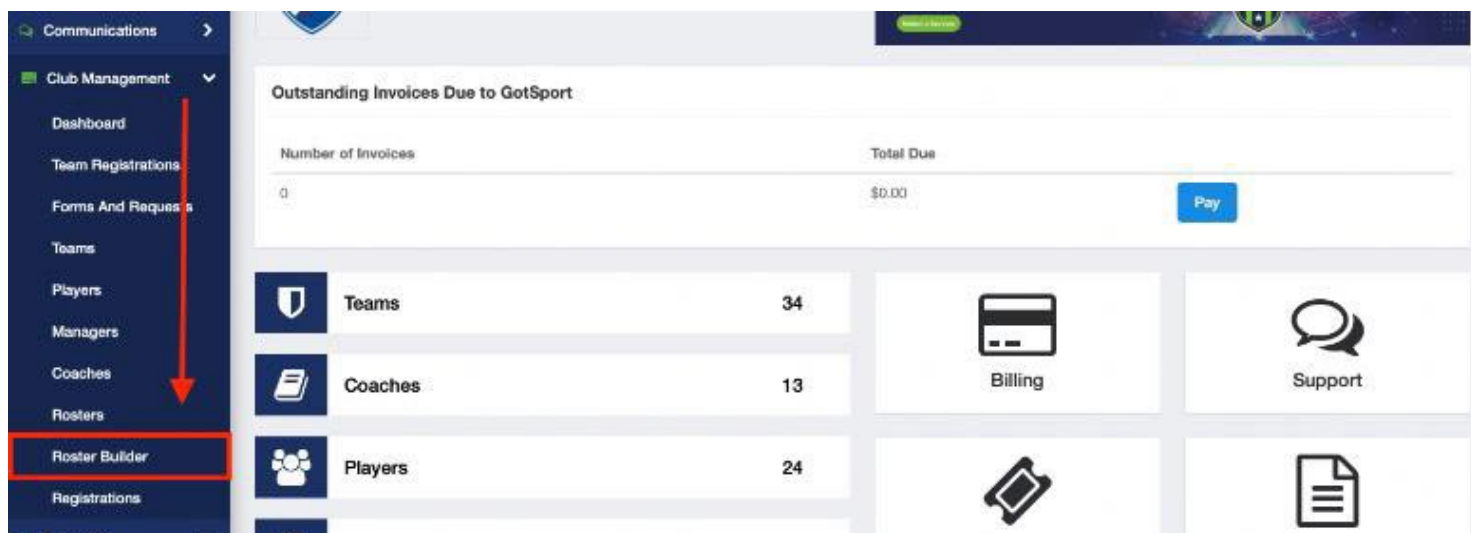 Communications
Club Management
Dashboard
Team Registrations
Forms And Requests
Teams
Players
Managers
Coaches
Rosters
Roster Builder
Registrations
Outstanding Invoices Due to GotSport
Number of Invoices
Total Due
0
$0.00
Pay
Teams
34
Coaches
13
Players
24
Billing
Support